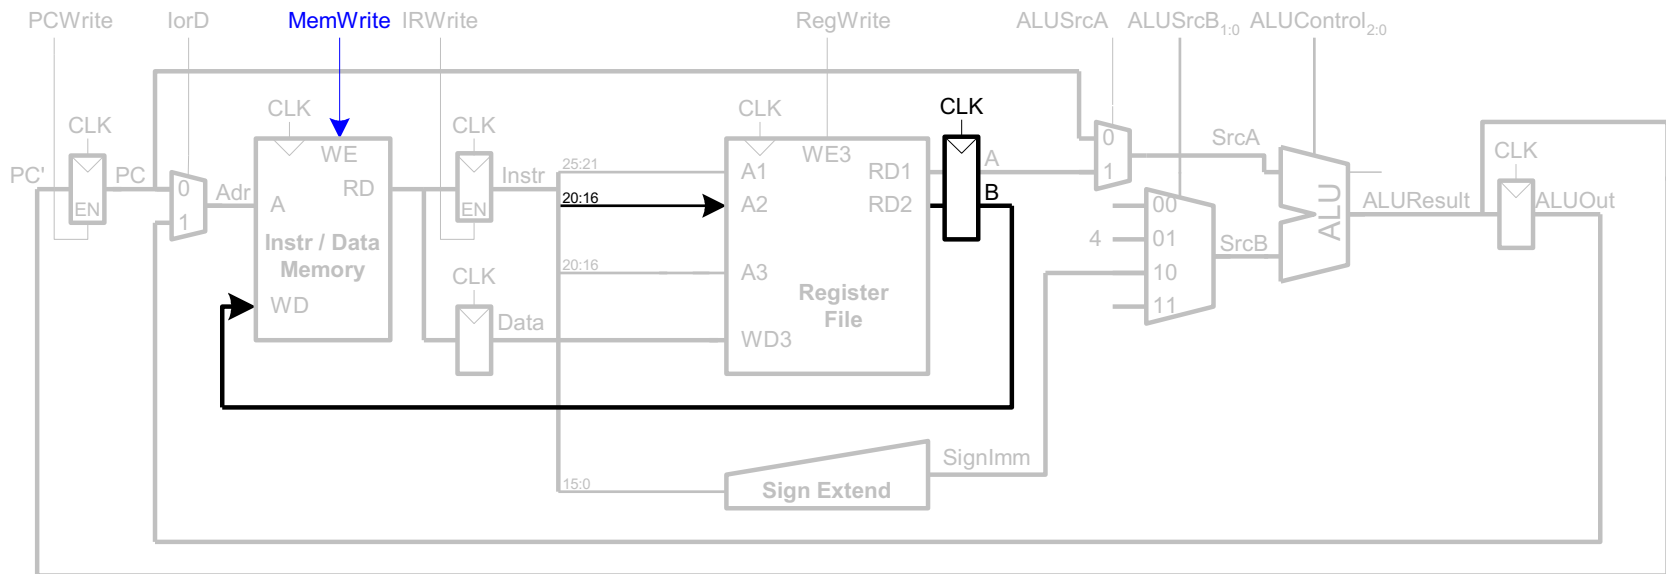 PCWrite IorD MemWrite IRWrite RegWrite ALUSrcA ALUSrcB1:0 ALUControl2:0
CLK CLK CLK CLK CLK CLK
PC' PC EN 0 1 Adr
WE
A RD
Instr / Data
Memory
WD
EN Instr
CLK
Data
25:21
20:16
20:16
15:0
WE3
A1 RD1
A2 RD2
A3
Register
File
WD3
A
B
0
1
SrcA
00
4 01
10
11
SrcB
ALU
ALUResult
CLK
ALUOut
SignImm
Sign Extend